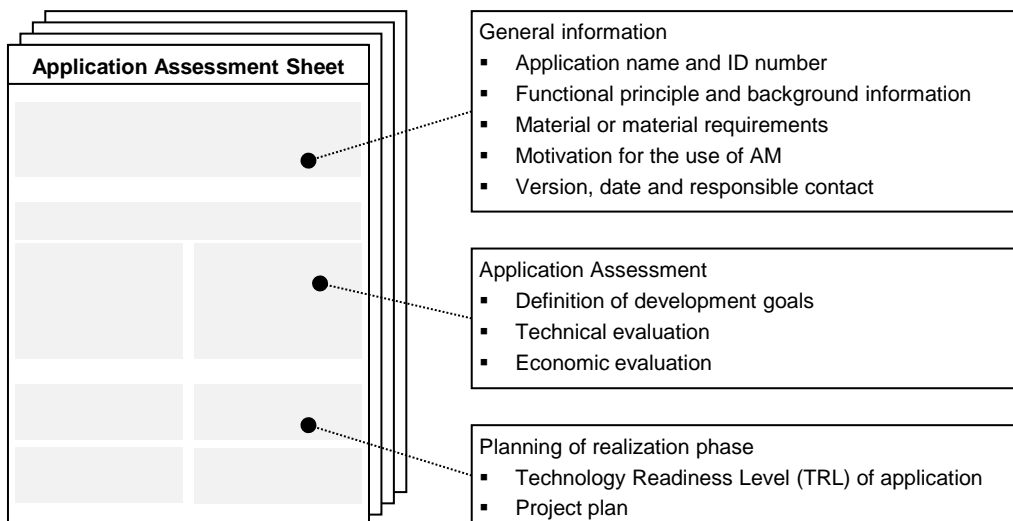 Application Assessment Sheet
General information
▪ Application name and ID number
▪ Functional principle and background information
▪ Material or material requirements
▪ Motivation for the use of AM
▪ Version, date and responsible contact
Application Assessment
▪ Definition of development goals
▪ Technical evaluation
▪ Economic evaluation
Planning of realization phase
▪ Technology Readiness Level (TRL) of application
▪ Project plan